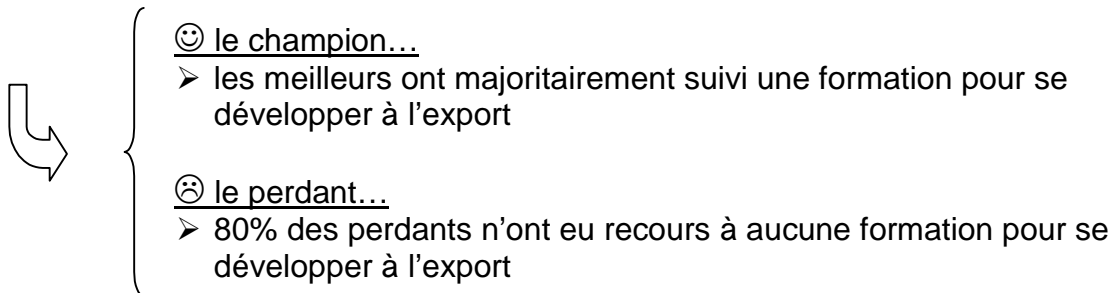 ☺ le champion…
➢ les meilleurs ont majoritairement suivi une formation pour se
développer à l’export
☹ le perdant…
➢ 80% des perdants n’ont eu recours à aucune formation pour se
développer à l’export